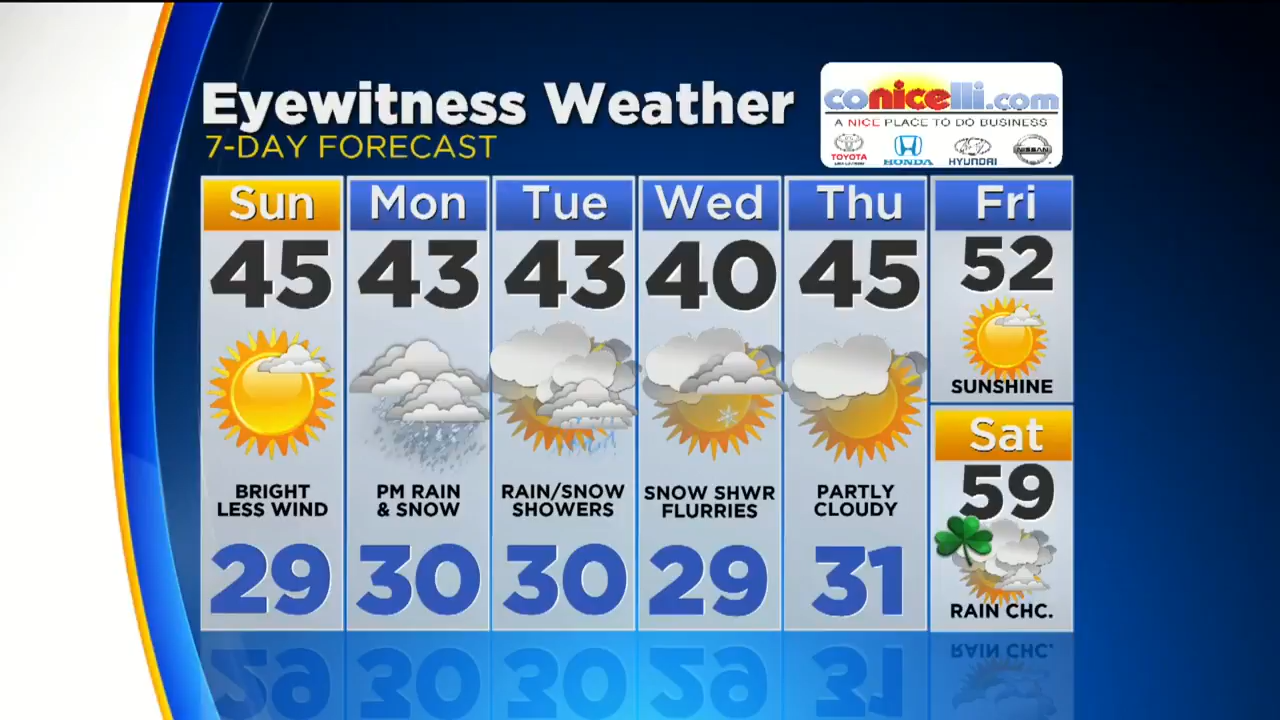 Eyewitness Weather
7-DAY FORECAST
conicelli.com
A NICE PLACE TO DO BUSINESS
TOYOTA
HONDA
HYUNDAI
NISSAN
Sun
45
BRIGHT
LESS WIND
29
Mon
43
PM RAIN
& SNOW
30
Tue
43
RAIN/SNOW
SHOWERS
30
Wed
40
SNOW SHWR
FLURRIES
29
Thu
45
PARTLY
CLOUDY
31
Fri
52
SUNSHINE
Sat
59
RAIN CHC.